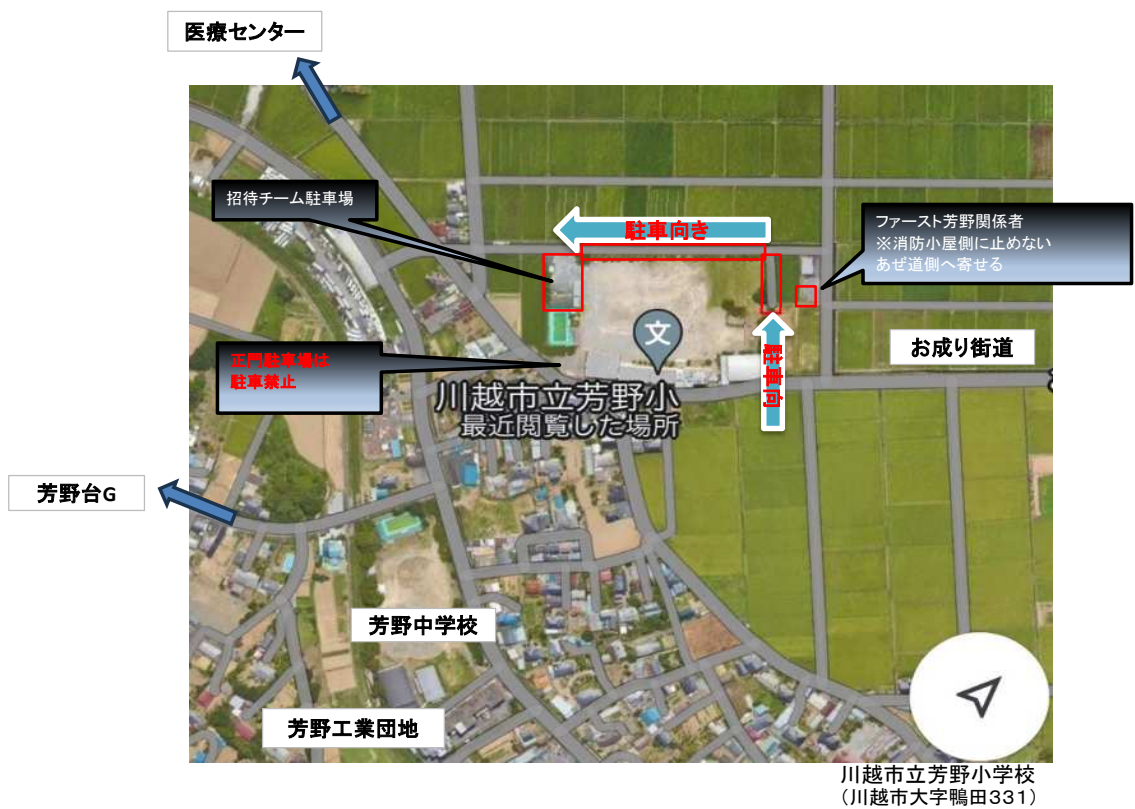 医療センター
招待チーム駐車場
駐車向き
ファースト芳野関係者
※消防小屋側に止めない
あぜ道側へ寄せる
文
お成り街道
正門駐車場は
駐車禁止
駐車向
川越市立芳野小
最近閲覧した場所
芳野台G
芳野中学校
芳野工業団地
川越市立芳野小学校
（川越市大字鴨田331）